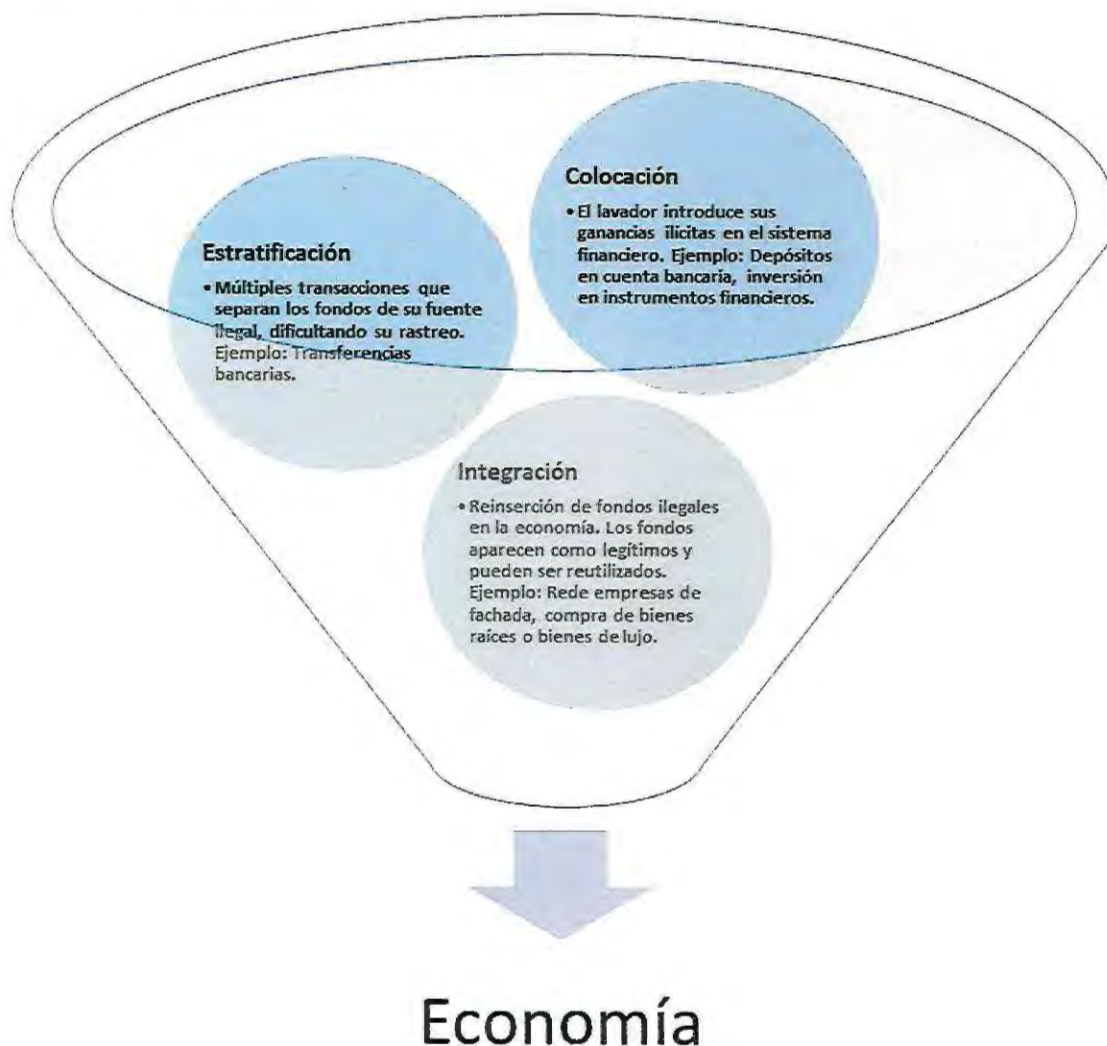 Colocación
• El lavador introduce sus
ganancias ilícitas en el sistema
financiero. Ejemplo: Depósitos
en cuenta bancaria, inversión
en instrumentos financieros.
Estratificación
• Múltiples transacciones que
separan los fondos de su fuente
ilegal, dificultando su rastreo.
Ejemplo: Transferencias
bancarias.
Integración
• Reinserción de fondos ilegales
en la economía. Los fondos
aparecen como legítimos y
pueden ser reutilizados.
Ejemplo: Rede empresas de
fachada, compra de bienes
raíces o bienes de lujo.
Economía